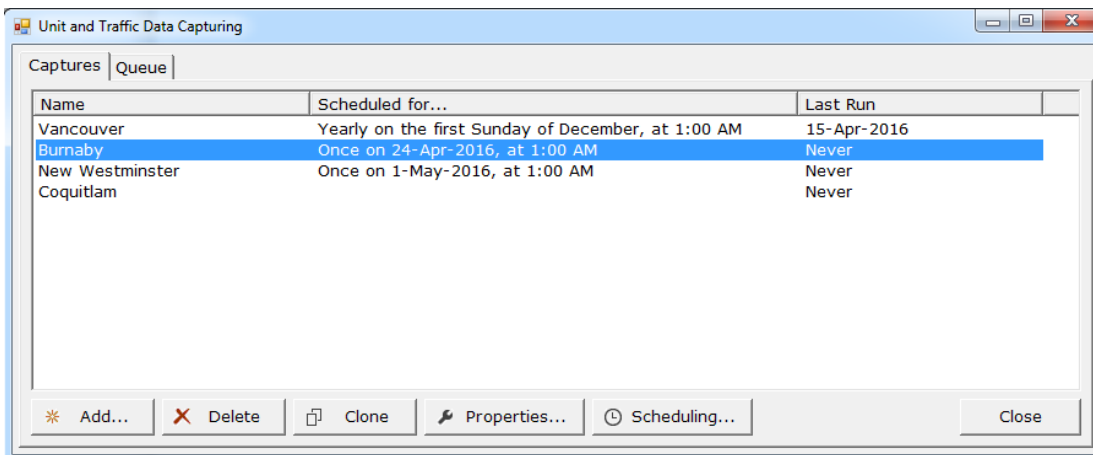 Unit and Traffic Data Capturing
Captures Queue
Name Scheduled for... Last Run
Vancouver Yearly on the first Sunday of December, at 1:00 AM 15-Apr-2016
Burnaby Once on 24-Apr-2016, at 1:00 AM Never
New Westminster Once on 1-May-2016, at 1:00 AM Never
Coquitlam Never
Add... Delete Clone Properties... Scheduling... Close